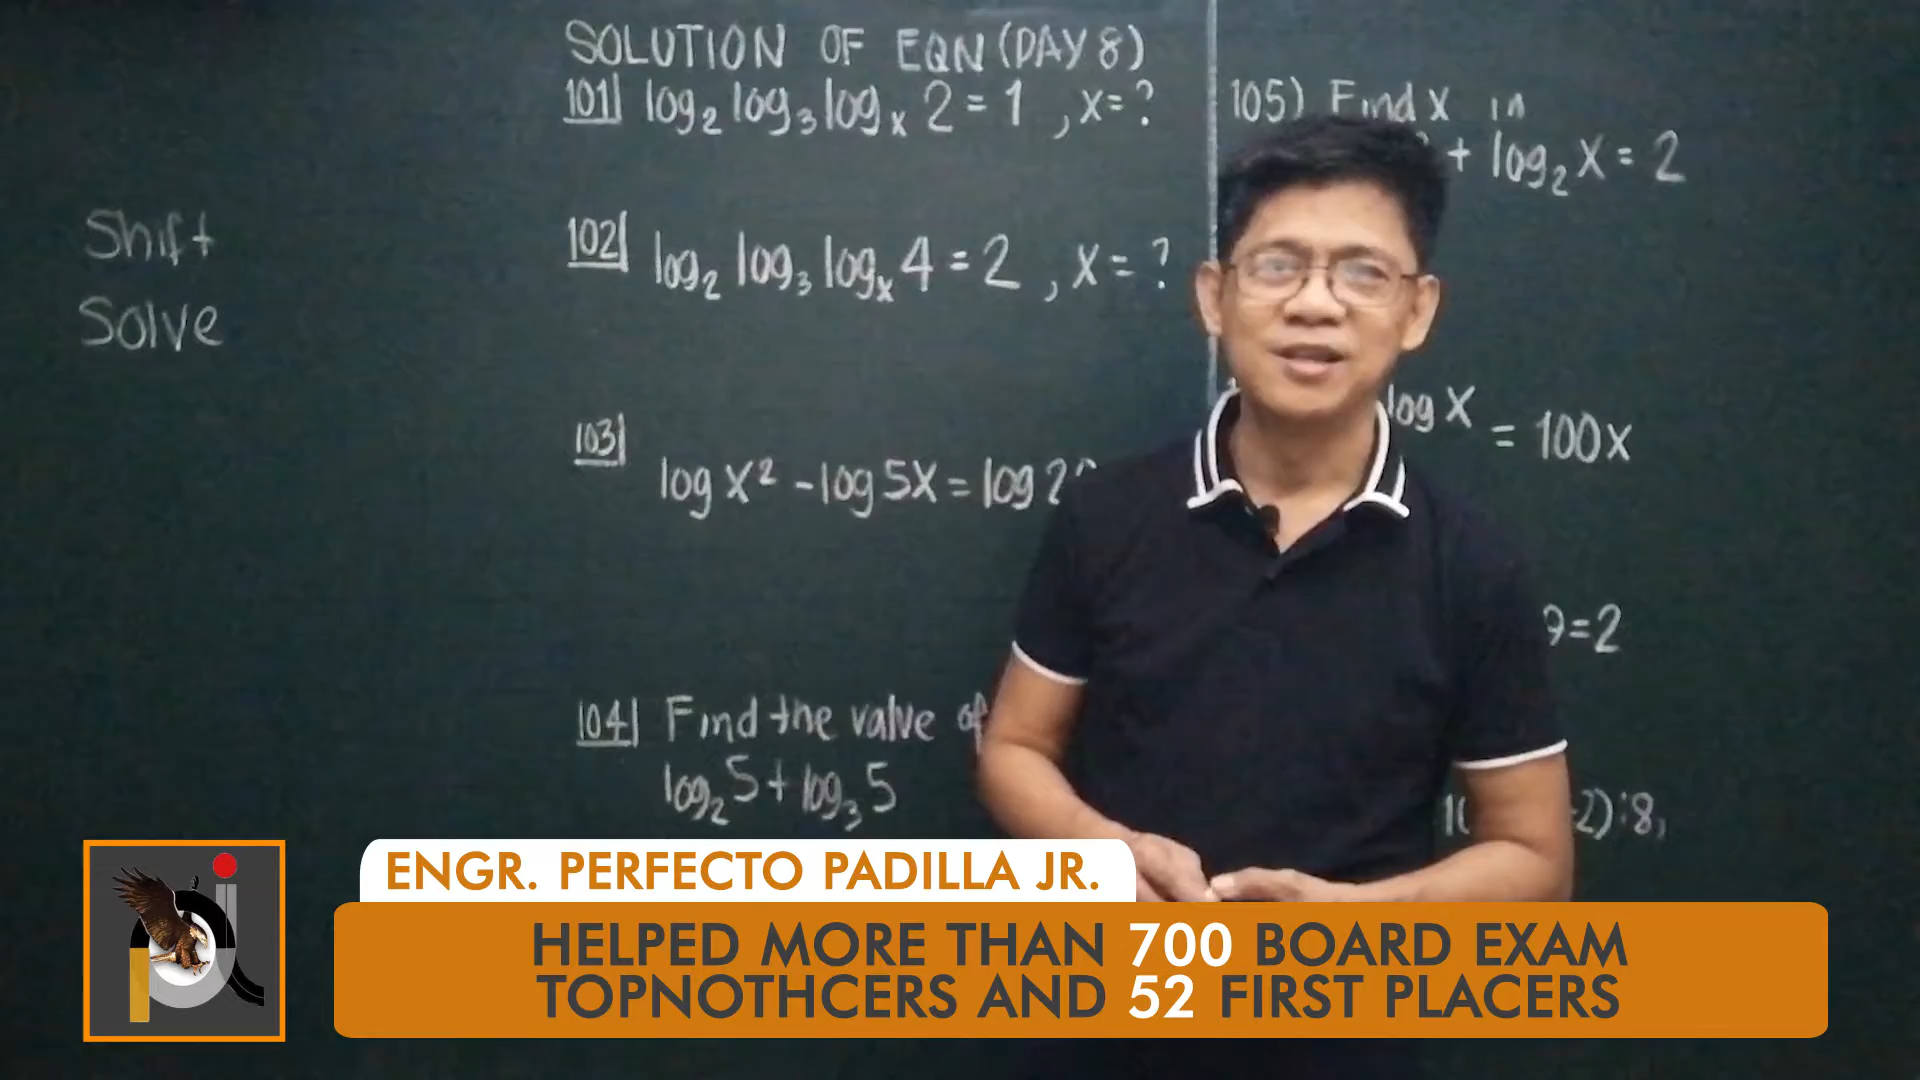 SOLUTION OF EQN (DAY 8)
101| log₂ log₃ logₓ 2 = 1 , x = ?
102| log₂ log₃ logₓ 4 = 2 , x = ?
103|
log x² - log 5x = log 2
104| Find the value of
log₂ 5 + log₃ 5
Shift
Solve
105) Find x in
+ log₂ x = 2
log x = 100x
9 = 2
2) : 8,
ENGR. PERFECTO PADILLA JR.
HELPED MORE THAN 700 BOARD EXAM
TOPNOTHCERS AND 52 FIRST PLACERS